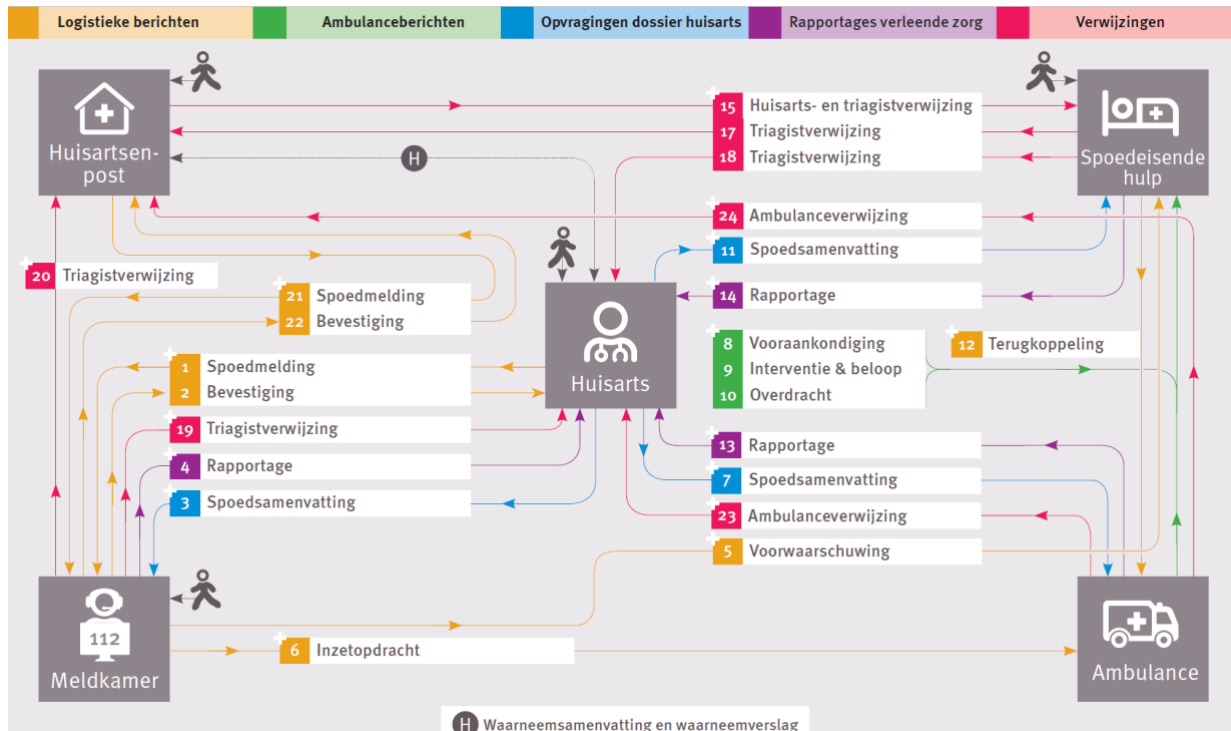 Logistieke berichten
Ambulanceberichten
Opvragingen dossier huisarts
Rapportages verleende zorg
Verwijzingen
Huisartsen-
post
15 Huisarts- en triagistverwijzing
17 Triagistverwijzing
18 Triagistverwijzing
Spoedeisende
hulp
H
24 Ambulanceverwijzing
11 Spoedsamenvatting
14 Rapportage
20 Triagistverwijzing
21 Spoedmelding
22 Bevestiging
Huisarts
8 Vooraankondiging
9 Interventie & beloop
10 Overdracht
12 Terugkoppeling
1 Spoedmelding
2 Bevestiging
19 Triagistverwijzing
4 Rapportage
3 Spoedsamenvatting
13 Rapportage
7 Spoedsamenvatting
23 Ambulanceverwijzing
5 Voorwaarschuwing
112
Meldkamer
6 Inzetopdracht
Ambulance
H Waarneemsamenvatting en waarneemverslag